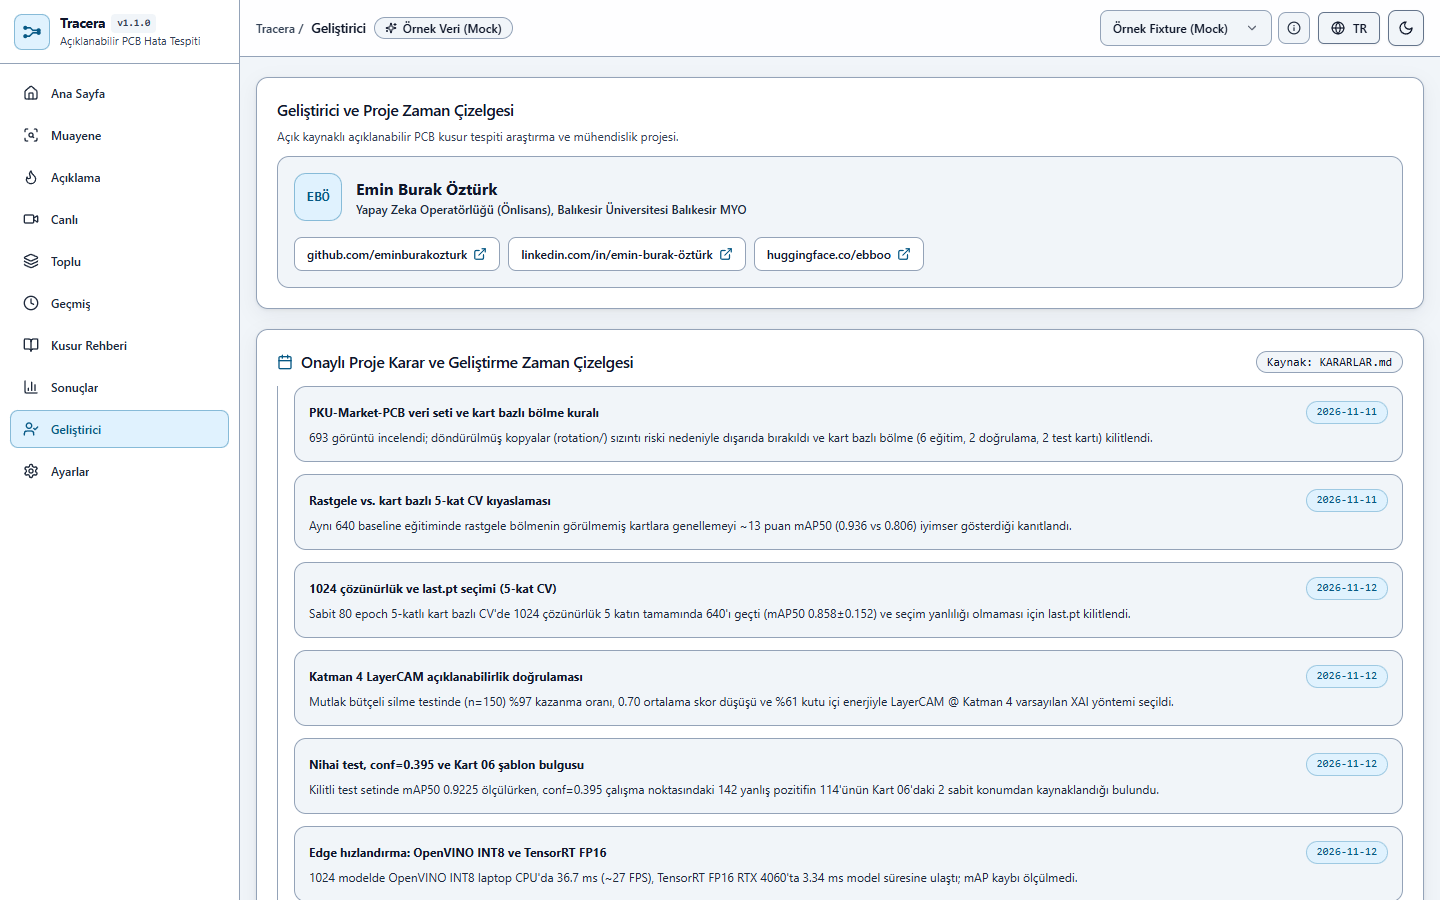 Tracera v1.1.0
Açıklanabilir PCB Hata Tespiti
Ana Sayfa
Muayene
Açıklama
Canlı
Toplu
Geçmiş
Kusur Rehberi
Sonuçlar
Geliştirici
Ayarlar
Tracera / Geliştirici Örnek Veri (Mock)
Örnek Fixture (Mock) TR
Geliştirici ve Proje Zaman Çizelgesi
Açık kaynaklı açıklanabilir PCB kusur tespiti araştırma ve mühendislik projesi.
EBÖ
Emin Burak Öztürk
Yapay Zeka Operatörlüğü (Önlisans), Balıkesir Üniversitesi Balıkesir MYO
github.com/eminburakozturk
linkedin.com/in/emin-burak-öztürk
huggingface.co/ebboo
Onaylı Proje Karar ve Geliştirme Zaman Çizelgesi
Kaynak: KARARLAR.md
PKU-Market-PCB veri seti ve kart bazlı bölme kuralı
2026-11-11
693 görüntü incelendi; döndürülmüş kopyalar (rotation/) sızıntı riski nedeniyle dışarıda bırakıldı ve kart bazlı bölme (6 eğitim, 2 doğrulama, 2 test kartı) kilitlendi.
Rastgele vs. kart bazlı 5-kat CV kıyaslaması
2026-11-11
Aynı 640 baseline eğitiminde rastgele bölmenin görülmemiş kartlara genellemeyi ~13 puan mAP50 (0.936 vs 0.806) iyimser gösterdiği kanıtlandı.
1024 çözünürlük ve last.pt seçimi (5-kat CV)
2026-11-12
Sabit 80 epoch 5-katlı kart bazlı CV'de 1024 çözünürlük 5 katın tamamında 640'ı geçti (mAP50 0.858±0.152) ve seçim yanlılığı olmaması için last.pt kilitlendi.
Katman 4 LayerCAM açıklanabilirlik doğrulaması
2026-11-12
Mutlak bütçeli silme testinde (n=150) %97 kazanma oranı, 0.70 ortalama skor düşüşü ve %61 kutu içi enerjiyle LayerCAM @ Katman 4 varsayılan XAI yöntemi seçildi.
Nihai test, conf=0.395 ve Kart 06 şablon bulgusu
2026-11-12
Kilitli test setinde mAP50 0.9225 ölçülürken, conf=0.395 çalışma noktasındaki 142 yanlış pozitifin 114'ünün Kart 06'daki 2 sabit konumdan kaynaklandığı bulundu.
Edge hızlandırma: OpenVINO INT8 ve TensorRT FP16
2026-11-12
1024 modelde OpenVINO INT8 laptop CPU'da 36.7 ms (~27 FPS), TensorRT FP16 RTX 4060'ta 3.34 ms model süresine ulaştı; mAP kaybı ölçülmedi.